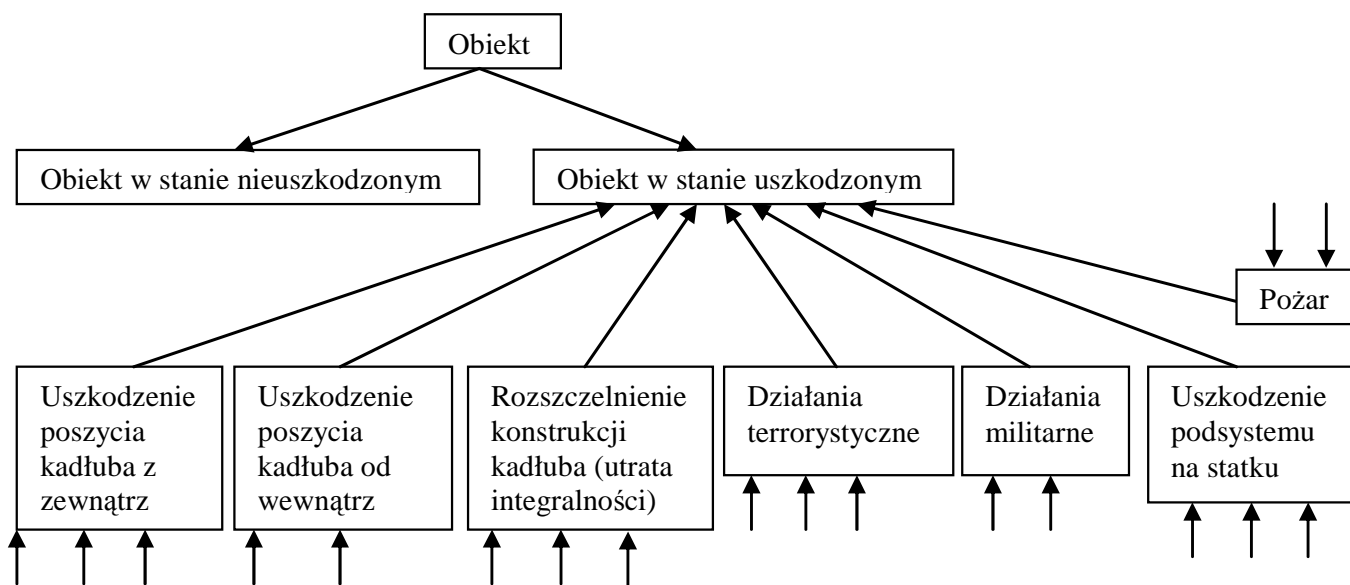 Obiekt
Obiekt w stanie nieuszkodzonym
Obiekt w stanie uszkodzonym
Pożar
Uszkodzenie
poszycia
kadłuba z
zewnątrz
Uszkodzenie
poszycia
kadłuba od
wewnątrz
Rozszczelnienie
konstrukcji
kadłuba (utrata
integralności)
Działania
terrorystyczne
Działania
militarne
Uszkodzenie
podsystemu
na statku